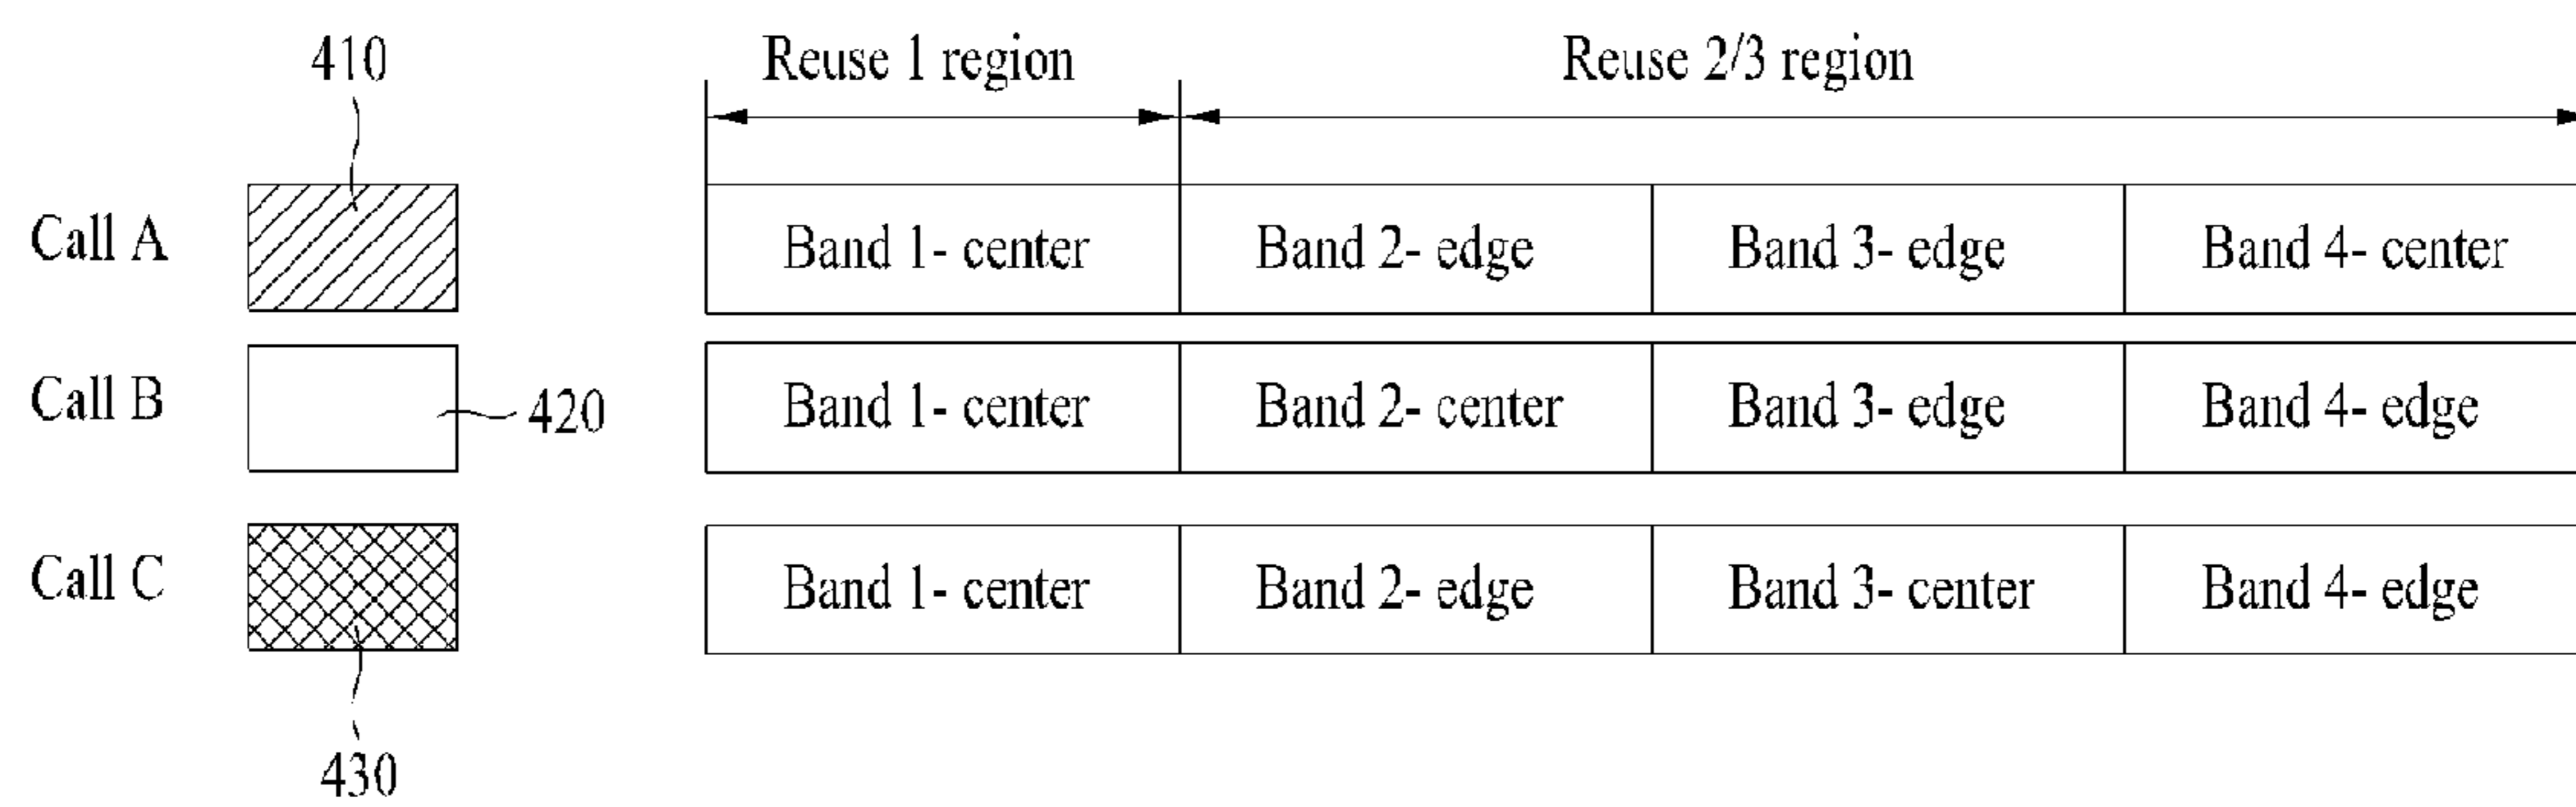 410 Reuse 1 region Reuse 2/3 region
Call A Band 1- center Band 2- edge Band 3- edge Band 4- center
Call B 420 Band 1- center Band 2- center Band 3- edge Band 4- edge
Call C Band 1- center Band 2- edge Band 3- center Band 4- edge
430